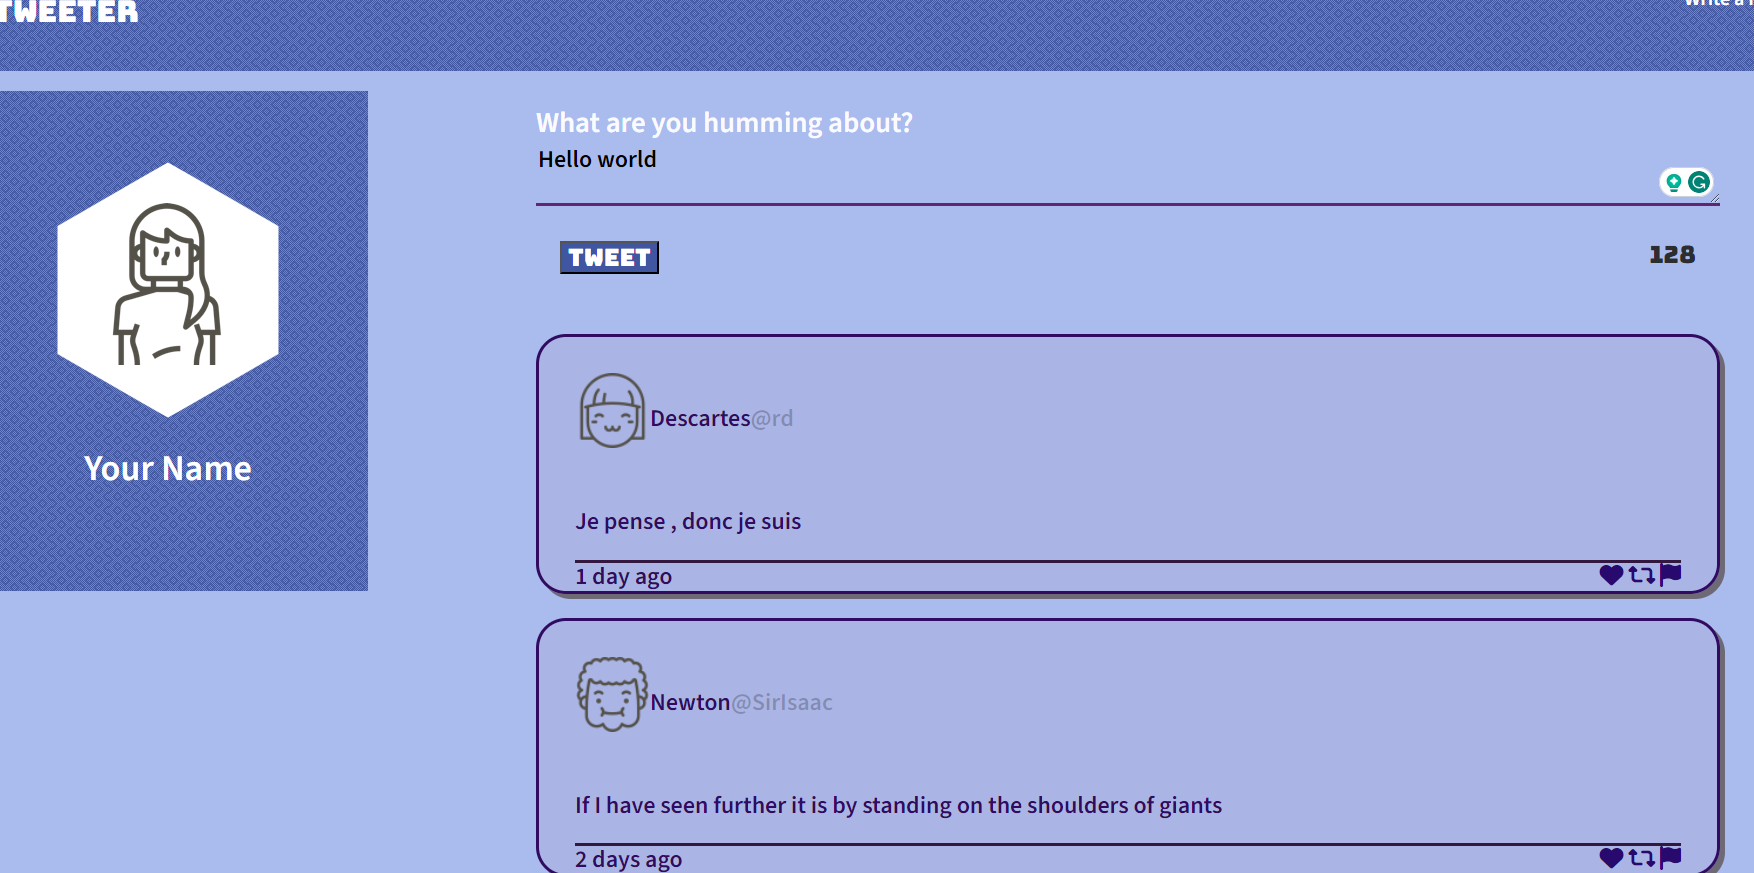 TWEETER
Write a
What are you humming about?
Hello world
TWEET
128
Your Name
Descartes@rd
Je pense , donc je suis
1 day ago
Newton@SirIsaac
If I have seen further it is by standing on the shoulders of giants
2 days ago